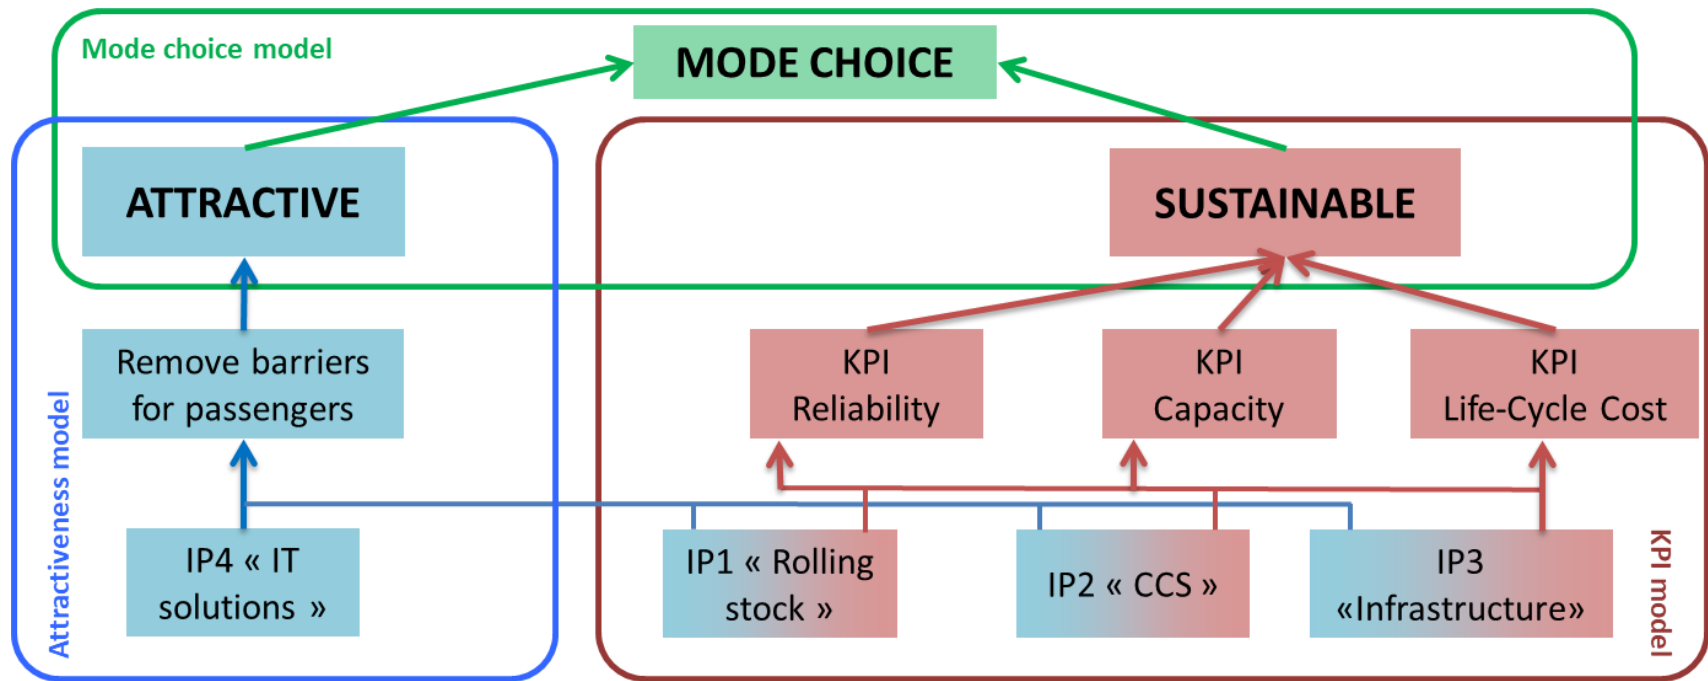 Mode choice model
MODE CHOICE
ATTRACTIVE
SUSTAINABLE
Remove barriers
for passengers
KPI
Reliability
KPI
Capacity
KPI
Life-Cycle Cost
Attractiveness model
IP4 « IT
solutions »
IP1 « Rolling
stock »
IP2 « CCS »
IP3
«Infrastructure»
KPI model